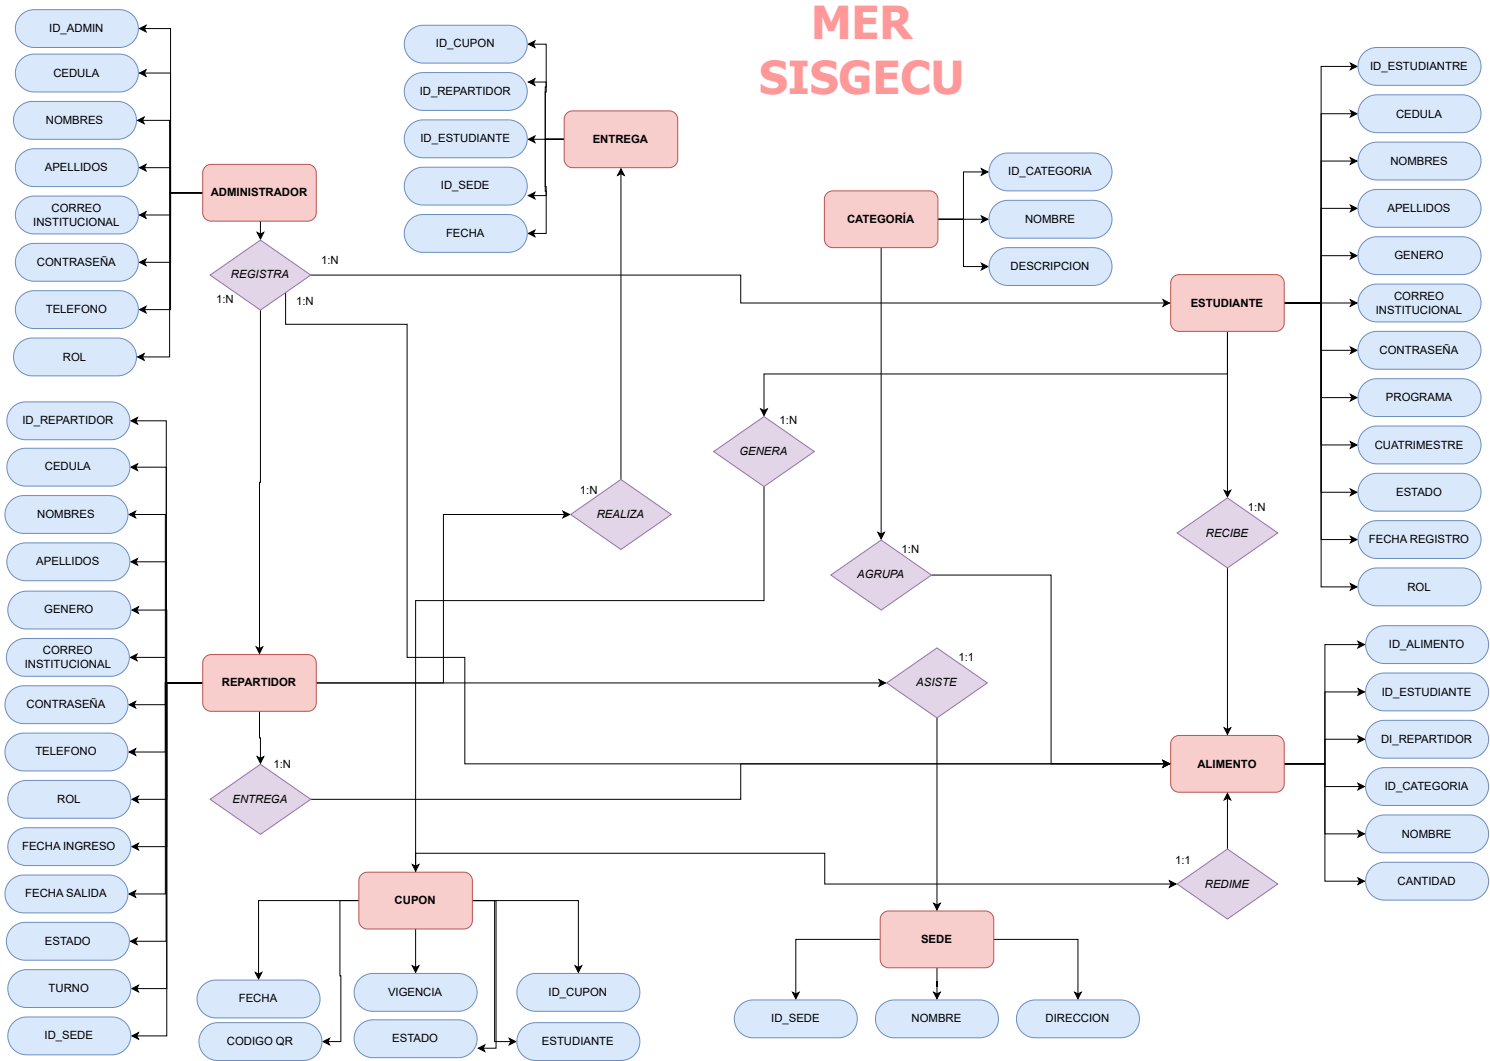 MER
SISGECU
ID_ADMIN
CEDULA
NOMBRES
APELLIDOS
CORREO
INSTITUCIONAL
CONTRASEÑA
TELEFONO
ROL
ADMINISTRADOR
REGISTRA
1:N
1:N
1:N
ID_CUPON
ID_REPARTIDOR
ID_ESTUDIANTE
ID_SEDE
FECHA
ENTREGA
CATEGORÍA
ID_CATEGORIA
NOMBRE
DESCRIPCION
ESTUDIANTE
ID_ESTUDIANTRE
CEDULA
NOMBRES
APELLIDOS
GENERO
CORREO
INSTITUCIONAL
CONTRASEÑA
PROGRAMA
CUATRIMESTRE
ESTADO
FECHA REGISTRO
ROL
1:N
GENERA
1:N
REALIZA
1:N
AGRUPA
1:N
RECIBE
ID_REPARTIDOR
CEDULA
NOMBRES
APELLIDOS
GENERO
CORREO
INSTITUCIONAL
CONTRASEÑA
TELEFONO
ROL
FECHA INGRESO
FECHA SALIDA
ESTADO
TURNO
ID_SEDE
REPARTIDOR
1:N
ENTREGA
1:1
ASISTE
ALIMENTO
ID_ALIMENTO
ID_ESTUDIANTE
DI_REPARTIDOR
ID_CATEGORIA
NOMBRE
CANTIDAD
1:1
REDIME
CUPON
FECHA
VIGENCIA
ID_CUPON
CODIGO QR
ESTADO
ESTUDIANTE
SEDE
ID_SEDE
NOMBRE
DIRECCION